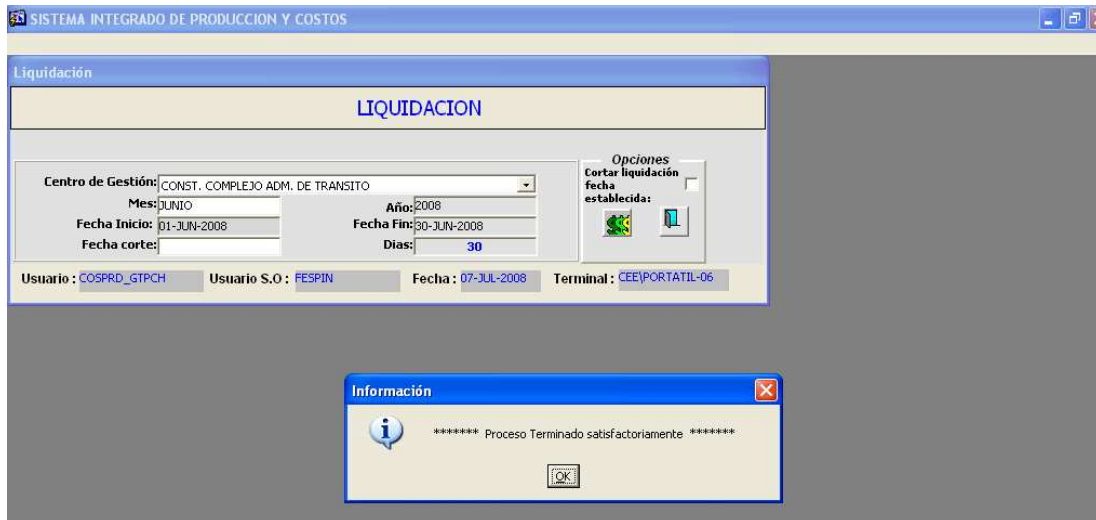 SISTEMA INTEGRADO DE PRODUCCION Y COSTOS
Liquidación
LIQUIDACION
Opciones
Centro de Gestión: CONST. COMPLEJO ADM. DE TRANSITO
Cortar liquidación
fecha
establecida:
Mes: JUNIO Año: 2008
Fecha Inicio: 01-JUN-2008 Fecha Fin: 30-JUN-2008
Fecha corte: Dias: 30
Usuario : COSPRD_GTPCH Usuario S.O : FESPIN Fecha : 07-JUL-2008 Terminal : CEE\PORTATIL-06
Información
******* Proceso Terminado satisfactoriamente *******
OK